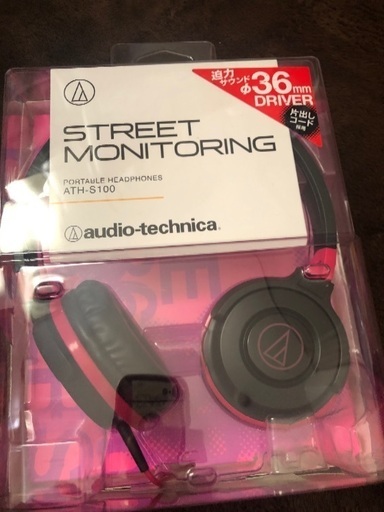 迫力
サウンド
φ36mm
DRIVER
片出し
コード
採用
STREET
MONITORING
PORTABLE HEADPHONES
ATH-S100
audio-technica®